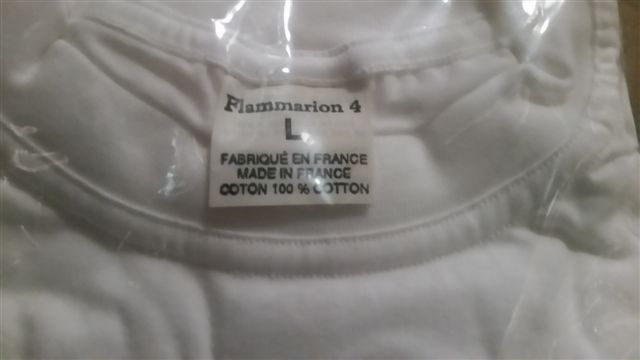 Flammarion 4
L
FABRIQUÉ EN FRANCE
MADE IN FRANCE
COTON 100 % COTTON